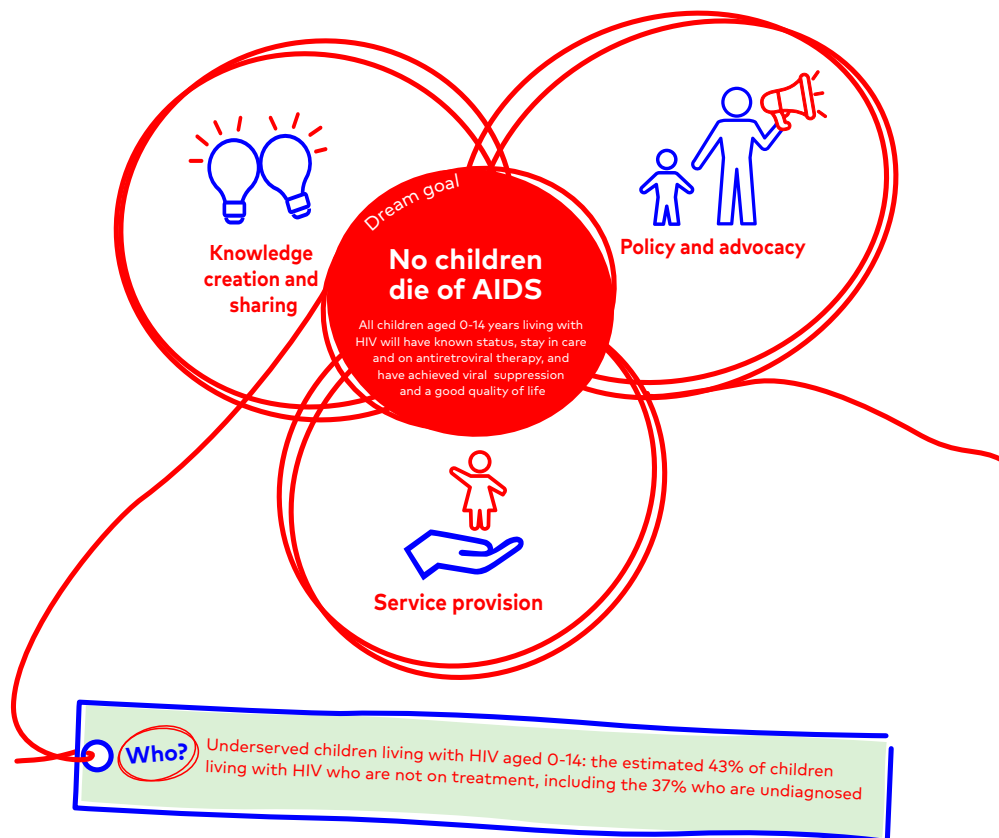 Dream goal
No children
die of AIDS
All children aged 0-14 years living with
HIV will have known status, stay in care
and on antiretroviral therapy, and
have achieved viral suppression
and a good quality of life
Knowledge
creation and
sharing
Policy and advocacy
Service provision
Who?
Underserved children living with HIV aged 0-14: the estimated 43% of children
living with HIV who are not on treatment, including the 37% who are undiagnosed